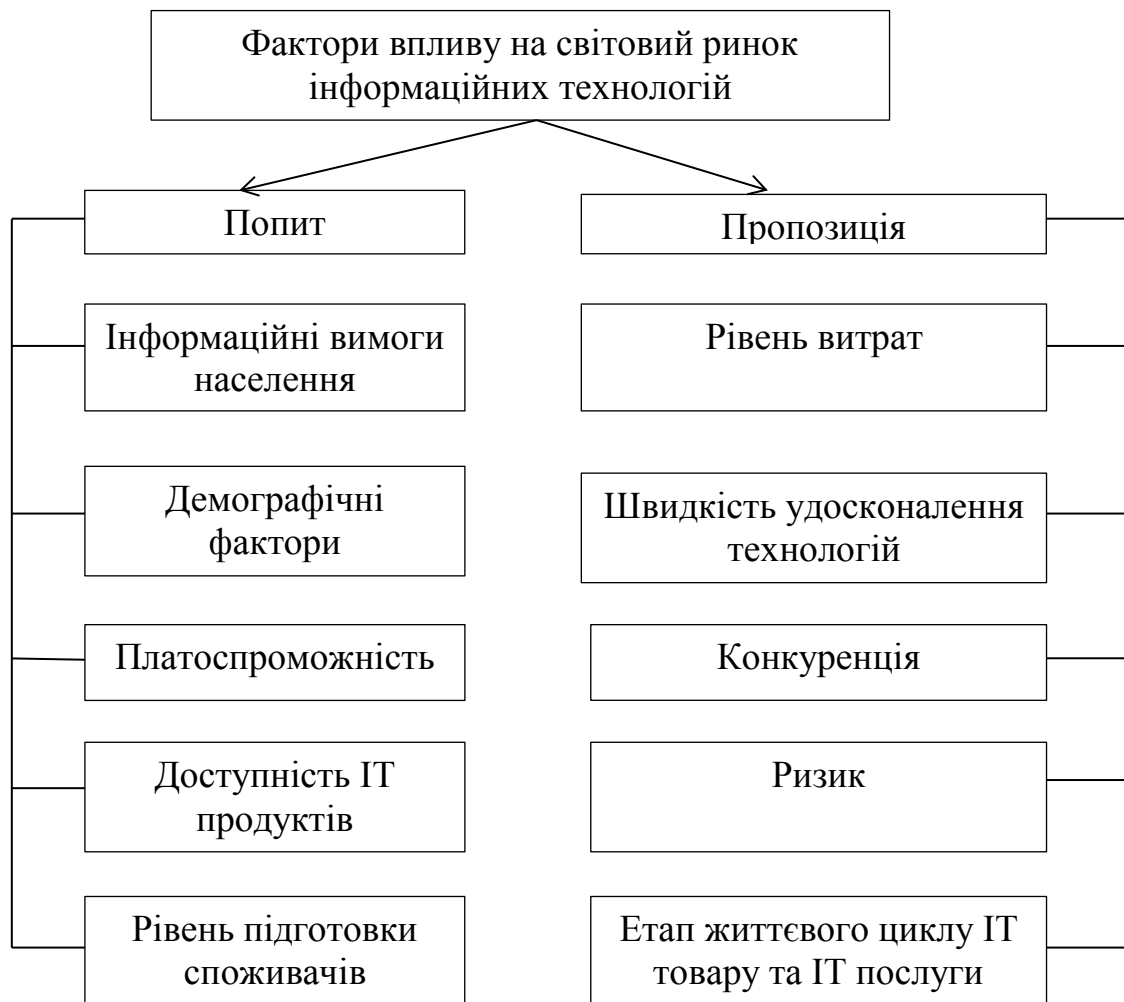 Фактори впливу на світовий ринок
інформаційних технологій
Попит
Пропозиція
Інформаційні вимоги
населення
Рівень витрат
Демографічні
фактори
Швидкість удосконалення
технологій
Платоспроможність
Конкуренція
Доступність ІТ
продуктів
Ризик
Рівень підготовки
споживачів
Етап життєвого циклу ІТ
товару та ІТ послуги